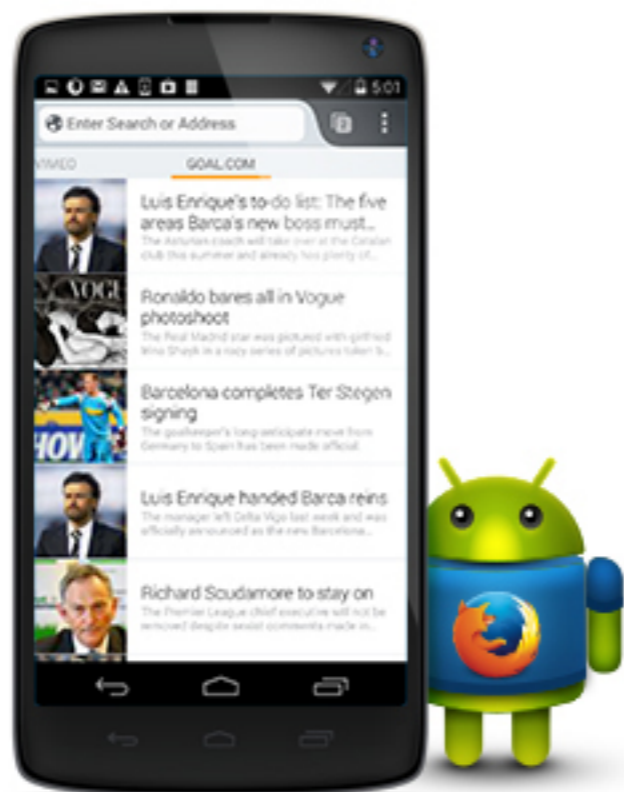 5:01
Enter Search or Address
2
VIMEO
GOAL.COM
Luis Enrique's to-do list: The five
areas Barca's new boss must...
The Asturian coach will take over at the Catalan
club this summer and already has plenty of...
VOGU
Ronaldo bares all in Vogue
photoshoot
The Real Madrid star was pictured with girlfriend
Irina Shayk in a racy series of pictures taken b...
Barcelona completes Ter Stegen
signing
The goalkeeper's long anticipate move from
Germany to Spain has been made official.
HOW
Luis Enrique handed Barca reins
The manager left Celta Vigo last week and was
officially announced as the new Barcelona...
Richard Scudamore to stay on
The Premier League chief executive will not be
removed despite sexist comments made in...